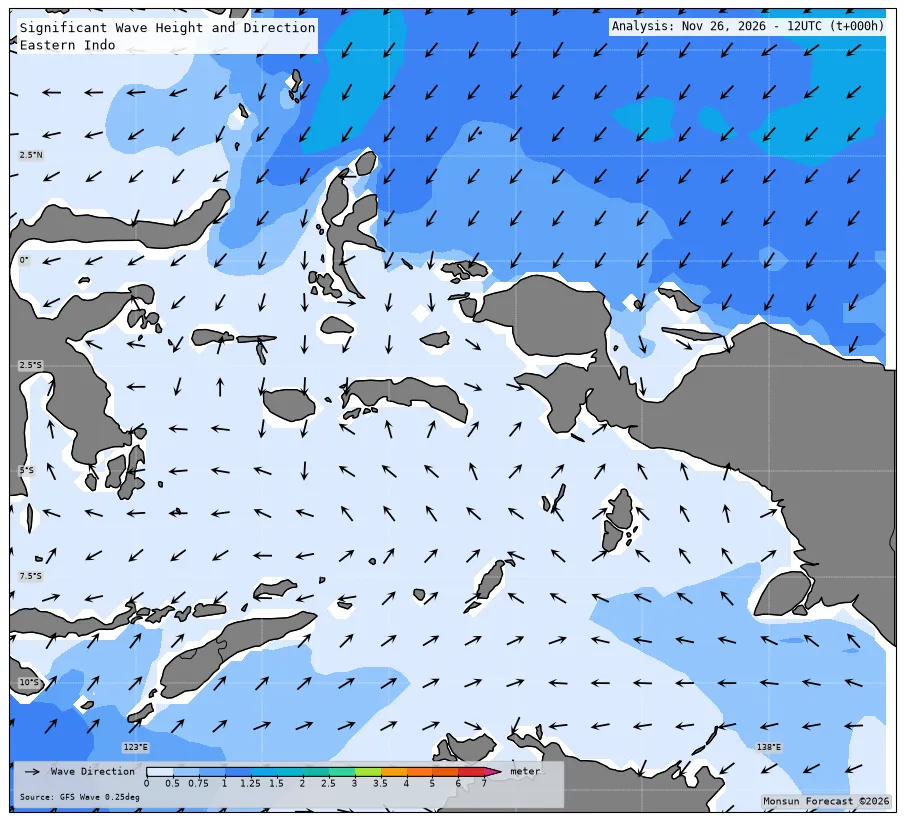 Significant Wave Height and Direction
Eastern Indo
Analysis: Nov 26, 2026 - 12UTC (t+000h)
2.5°N
0°
2.5°S
5°S
7.5°S
10°S
123°E
138°E
Wave Direction
meter
0 0.5 0.75 1 1.25 1.5 2 2.5 3 3.5 4 5 6 7
Source: GFS Wave 0.25deg
Monsun Forecast ©2026